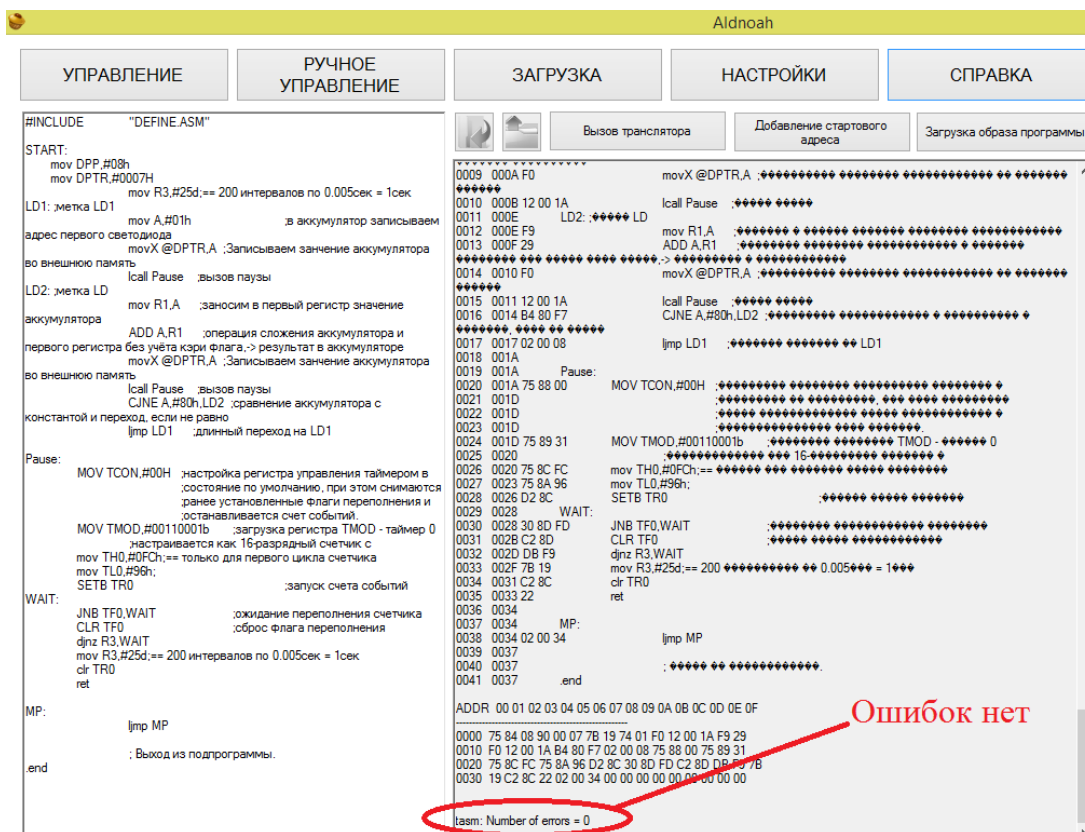 Aldnoah
УПРАВЛЕНИЕ
РУЧНОЕ
УПРАВЛЕНИЕ
ЗАГРУЗКА
НАСТРОЙКИ
СПРАВКА
#INCLUDE "DEFINE.ASM"
START:
mov DPP,#08h
mov DPTR,#0007H
mov R3,#25d;== 200 интервалов по 0.005сек = 1сек
LD1: ;метка LD1
mov A,#01h ;в аккумулятор записываем
адрес первого светодиода
movX @DPTR,A ;Записываем занчение аккумулятора
во внешнюю память
lcall Pause ;вызов паузы
LD2: ;метка LD
mov R1,A ;заносим в первый регистр значение
аккумулятора
ADD A,R1 ;операция сложения аккумулятора и
первого регистра без учёта кэри флага,-> результат в аккумуляторе
movX @DPTR,A ;Записываем занчение аккумулятора
во внешнюю память
lcall Pause ;вызов паузы
CJNE A,#80h,LD2 ;сравнение аккумулятора с
константой и переход, если не равно
ljmp LD1 ;длинный переход на LD1
Pause:
MOV TCON,#00H ;настройка регистра управления таймером в
;состояние по умолчанию, при этом снимаются
;ранее установленные флаги переполнения и
;останавливается счет событий.
MOV TMOD,#00110001b ;загрузка регистра TMOD - таймер 0
;настраивается как 16-разрядный счетчик с
mov TH0,#0FCh;== только для первого цикла счетчика
mov TL0,#96h;
SETB TR0 ;запуск счета событий
WAIT:
JNB TF0,WAIT ;ожидание переполнения счетчика
CLR TF0 ;сброс флага переполнения
djnz R3,WAIT
mov R3,#25d;== 200 интервалов по 0.005сек = 1сек
clr TR0
ret
MP:
ljmp MP
; Выход из подпрограммы.
.end
Вызов транслятора
Добавление стартового
адреса
Загрузка образа программы
0009 000A F0 movX @DPTR,A ;
0010 000B 12 00 1A lcall Pause ;
0011 000E LD2: ; LD
0012 000E F9 mov R1,A ;
0013 000F 29 ADD A,R1 ;
,->
0014 0010 F0 movX @DPTR,A ;
0015 0011 12 00 1A lcall Pause ;
0016 0014 B4 80 F7 CJNE A,#80h,LD2 ;
0017 0017 02 00 08 ljmp LD1 ; LD1
0018 001A
0019 001A Pause:
0020 001A 75 88 00 MOV TCON,#00H ;
0021 001D ;
0022 001D ;
0023 001D ;
0024 001D 75 89 31 MOV TMOD,#00110001b ; TMOD - 0
0025 0020 ; 16-
0026 0020 75 8C FC mov TH0,#0FCh;==
0027 0023 75 8A 96 mov TL0,#96h;
0028 0026 D2 8C SETB TR0 ;
0029 0028 WAIT:
0030 0028 30 8D FD JNB TF0,WAIT ;
0031 002B C2 8D CLR TF0 ;
0032 002D DB F9 djnz R3,WAIT
0033 002F 7B 19 mov R3,#25d;== 200 0.005 = 1
0034 0031 C2 8C clr TR0
0035 0033 22 ret
0036 0034
0037 0034 MP:
0038 0034 02 00 34 ljmp MP
0039 0037
0040 0037 ; .
0041 0037 .end
ADDR 00 01 02 03 04 05 06 07 08 09 0A 0B 0C 0D 0E 0F
0000 75 84 08 90 00 07 7B 19 74 01 F0 12 00 1A F9 29
0010 F0 12 00 1A B4 80 F7 02 00 08 75 88 00 75 89 31
0020 75 8C FC 75 8A 96 D2 8C 30 8D FD C2 8D DB F9 7B
0030 19 C2 8C 22 02 00 34 00 00 00 00 00 00 00 00 00
tasm: Number of errors = 0
Ошибок нет